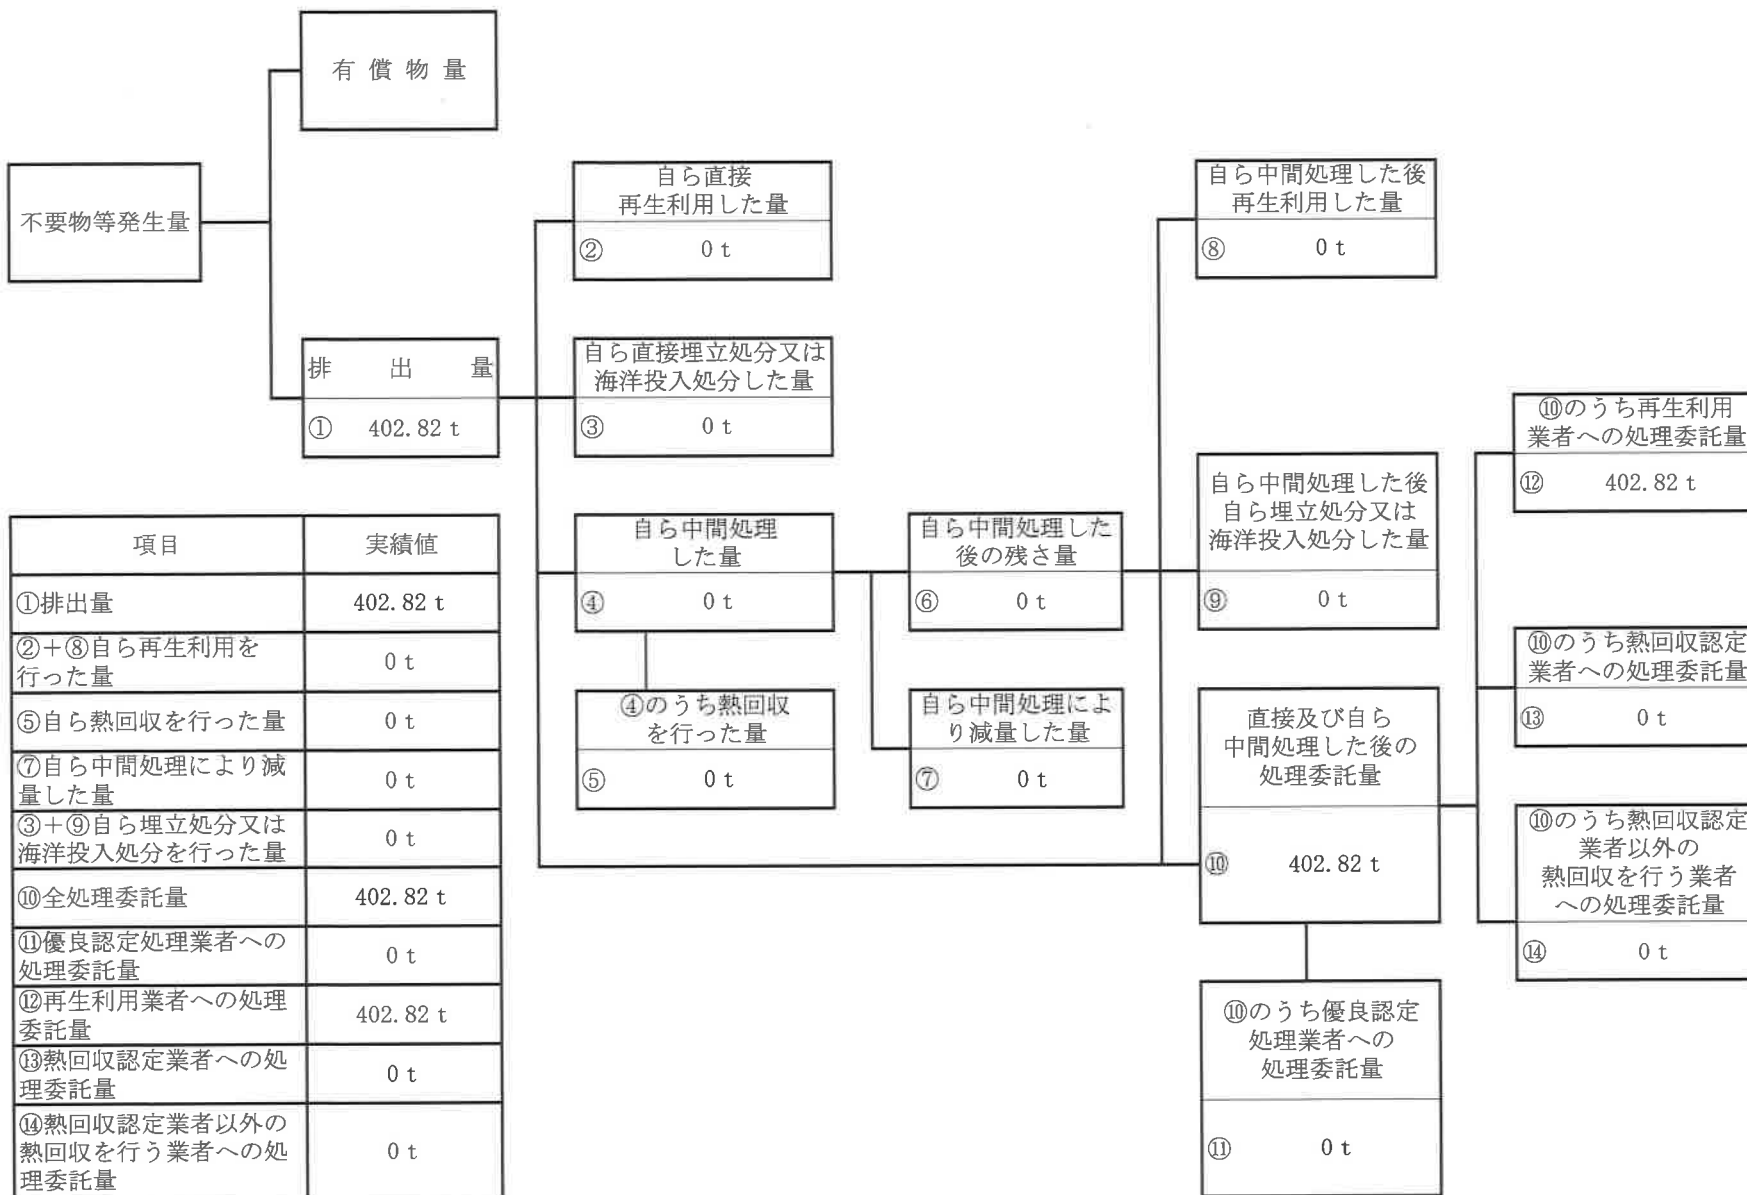 有償物量
不要物等発生量
排出量
① 402.82 t
自ら直接
再生利用した量
② 0 t
自ら直接埋立処分又は
海洋投入処分した量
③ 0 t
自ら中間処理
した量
④ 0 t
④のうち熱回収
を行った量
⑤ 0 t
自ら中間処理した
後の残さ量
⑥ 0 t
自ら中間処理によ
り減量した量
⑦ 0 t
自ら中間処理した後
再生利用した量
⑧ 0 t
自ら中間処理した後
自ら埋立処分又は
海洋投入処分した量
⑨ 0 t
直接及び自ら
中間処理した後の
処理委託量
⑩ 402.82 t
⑩のうち優良認定
処理業者への
処理委託量
⑪ 0 t
⑩のうち再生利用
業者への処理委託量
⑫ 402.82 t
⑩のうち熱回収認定
業者への処理委託量
⑬ 0 t
⑩のうち熱回収認定
業者以外の
熱回収を行う業者
への処理委託量
⑭ 0 t
項目 実績値
①排出量 402.82 t
②+⑧自ら再生利用を
行った量 0 t
⑤自ら熱回収を行った量 0 t
⑦自ら中間処理により減
量した量 0 t
③+⑨自ら埋立処分又は
海洋投入処分を行った量 0 t
⑩全処理委託量 402.82 t
⑪優良認定処理業者への
処理委託量 0 t
⑫再生利用業者への処理
委託量 402.82 t
⑬熱回収認定業者への処
理委託量 0 t
⑭熱回収認定業者以外の
熱回収を行う業者への処
理委託量 0 t